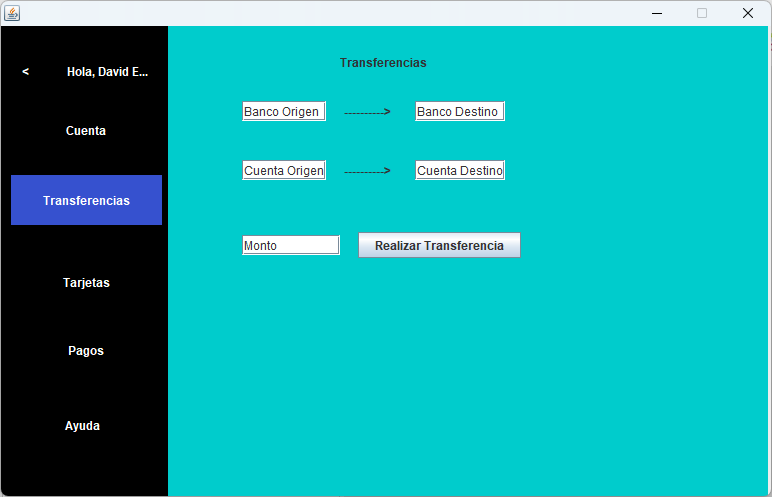 < Hola, David E...
Cuenta
Transferencias
Tarjetas
Pagos
Ayuda
Transferencias
Banco Origen ----------> Banco Destino
Cuenta Origen ----------> Cuenta Destino
Monto Realizar Transferencia